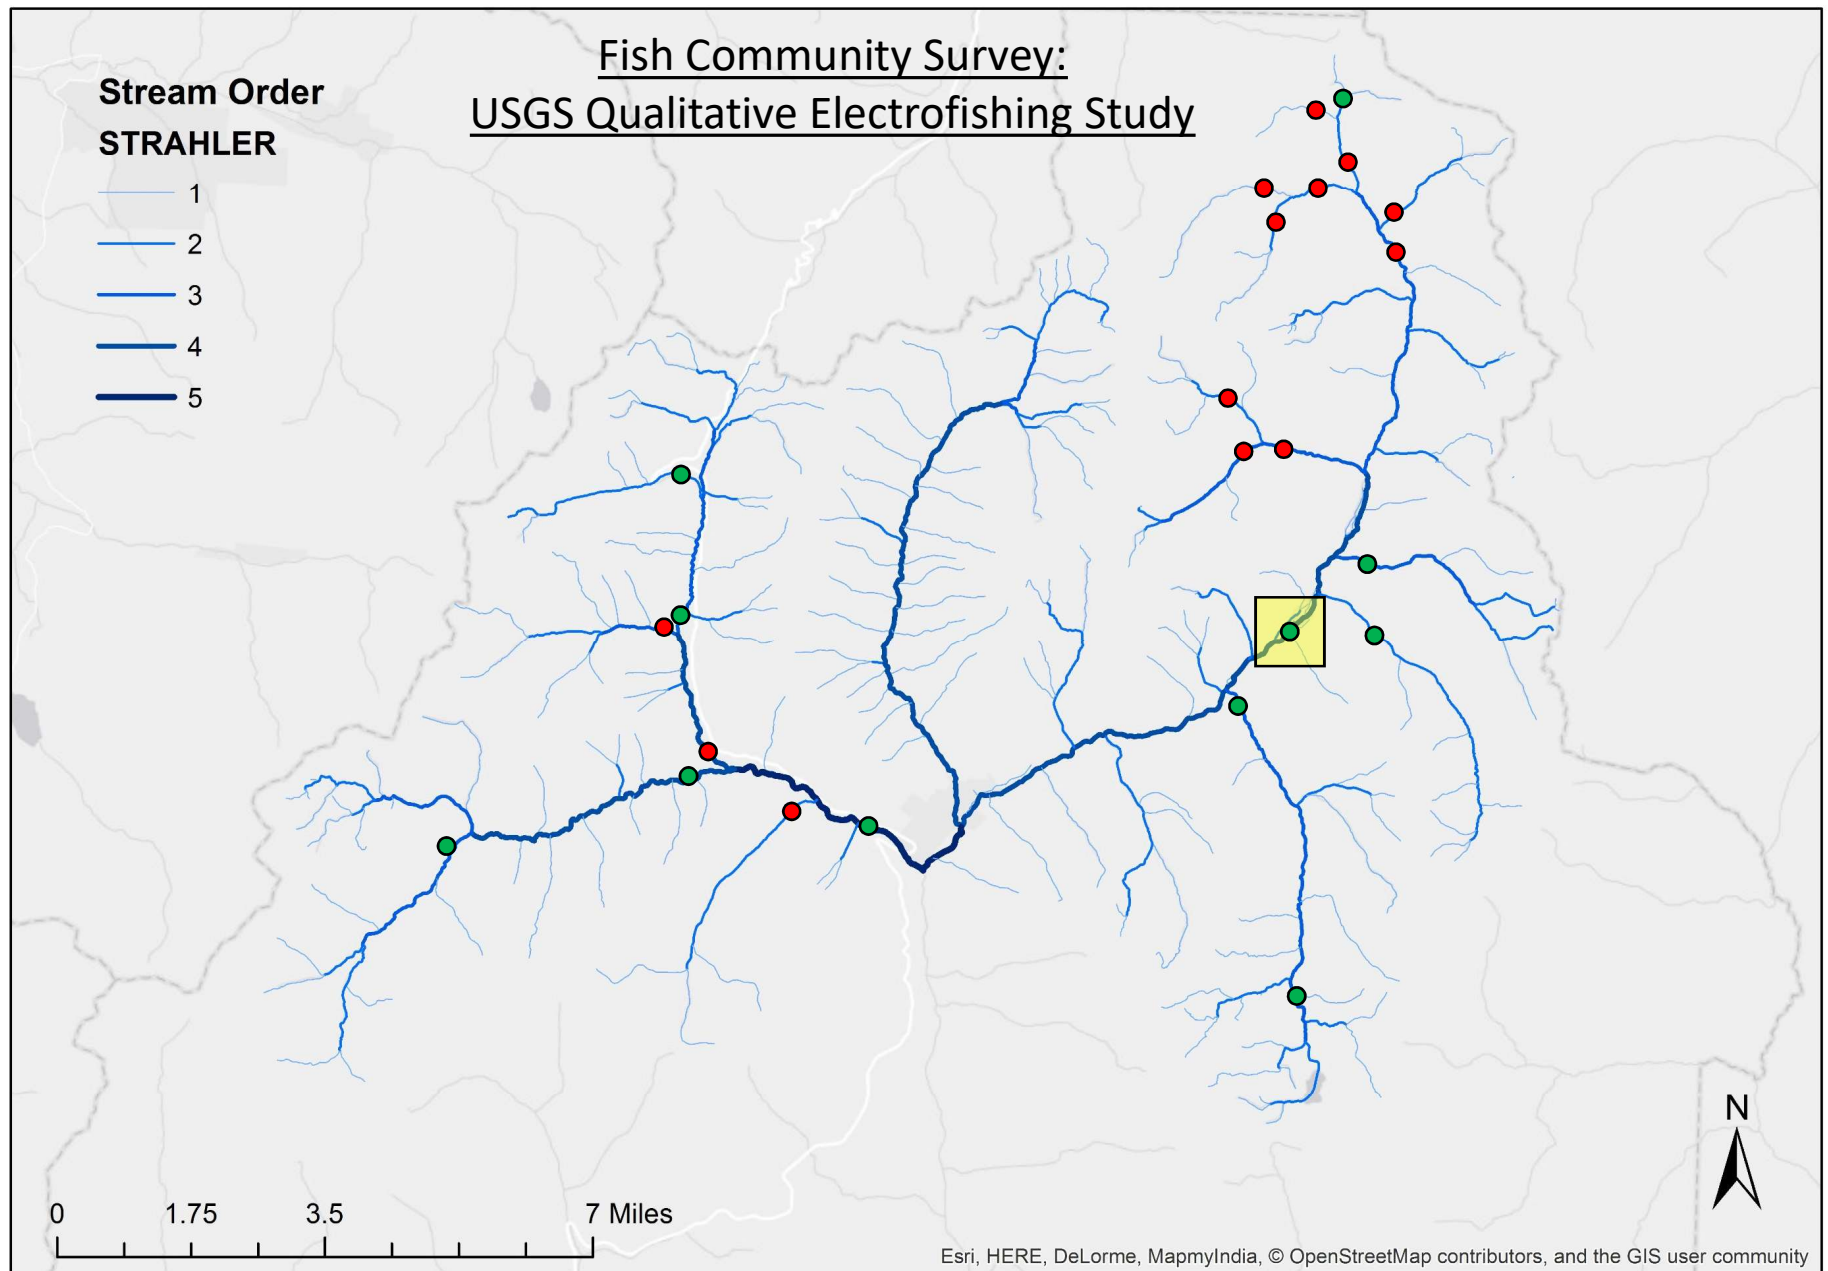 Fish Community Survey:
USGS Qualitative Electrofishing Study
Stream Order
STRAHLER
1
2
3
4
5
N
0 1.75 3.5 7 Miles
Esri, HERE, DeLorme, MapmyIndia, © OpenStreetMap contributors, and the GIS user community